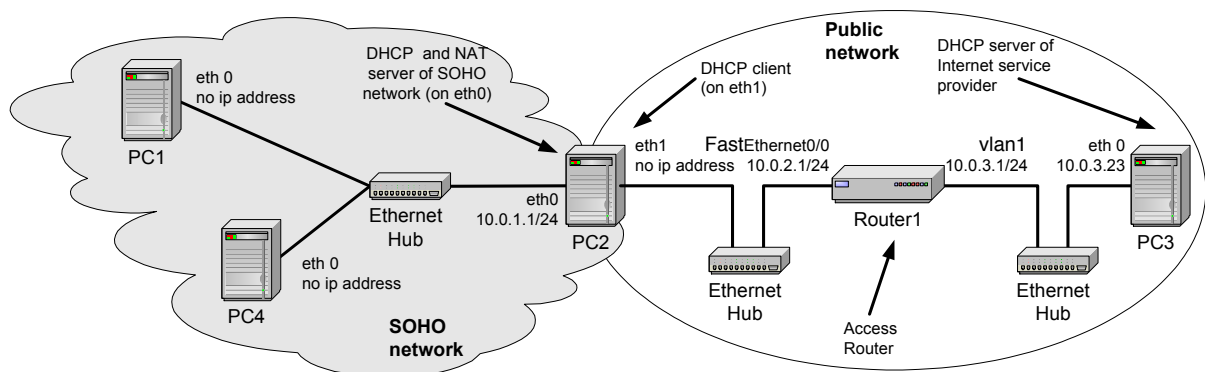 DHCP and NAT
server of SOHO
network (on eth0)
Public
network
DHCP server of
Internet service
provider
DHCP client
(on eth1)
eth 0
no ip address
PC1
Ethernet
Hub
eth0
10.0.1.1/24
PC2
eth1
no ip address
FastEthernet0/0
10.0.2.1/24
Router1
vlan1
10.0.3.1/24
eth 0
10.0.3.23
PC3
PC4
eth 0
no ip address
Ethernet
Hub
Ethernet
Hub
Access
Router
SOHO
network